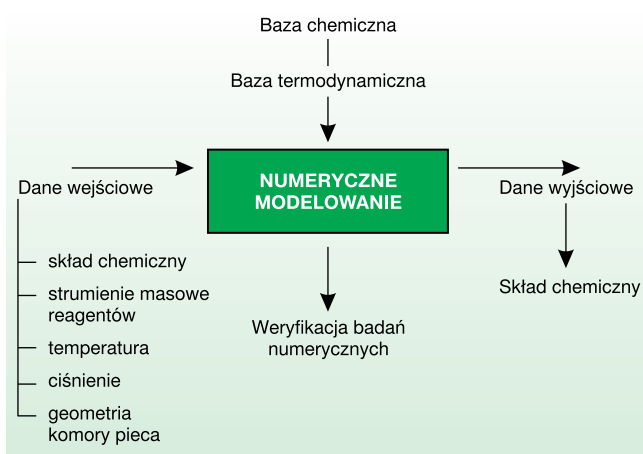 Baza chemiczna
Baza termodynamiczna
NUMERYCZNE
MODELOWANIE
Dane wejściowe
skład chemiczny
strumienie masowe
reagentów
temperatura
ciśnienie
geometria
komory pieca
Weryfikacja badań
numerycznych
Dane wyjściowe
Skład chemiczny